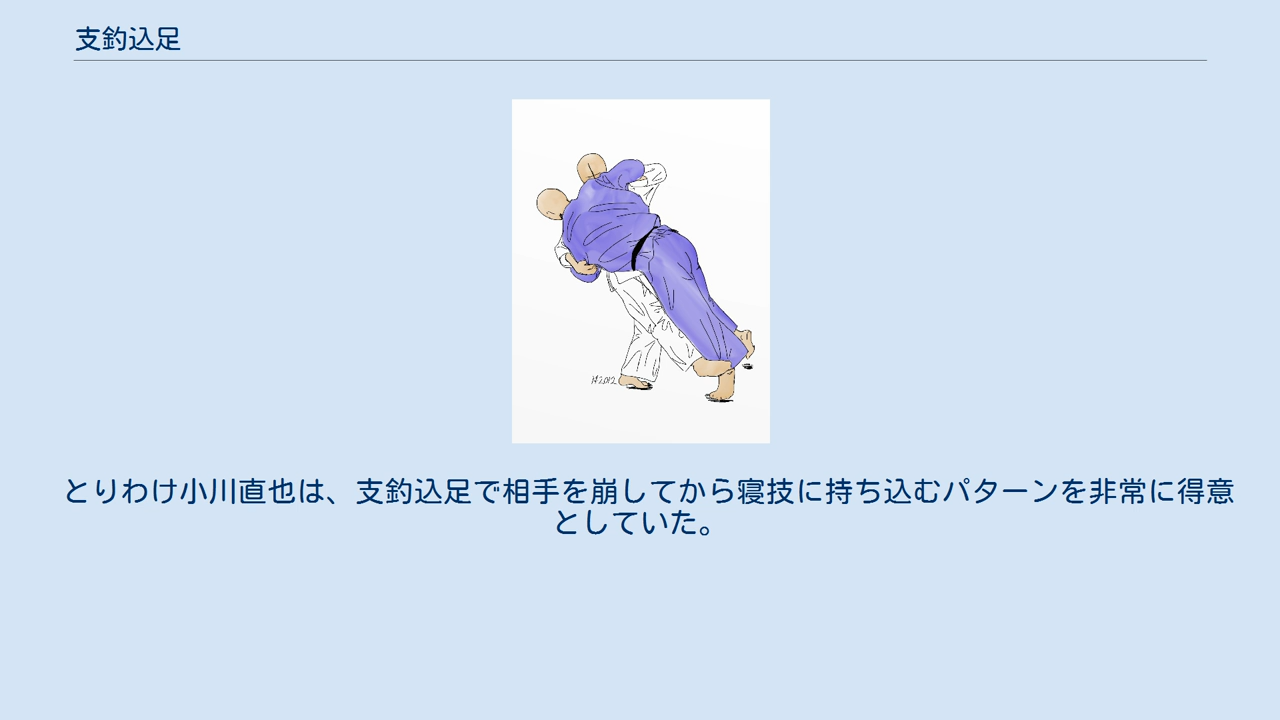 支釣込足
とりわけ小川直也は、支釣込足で相手を崩してから寝技に持ち込むパターンを非常に得意
としていた。